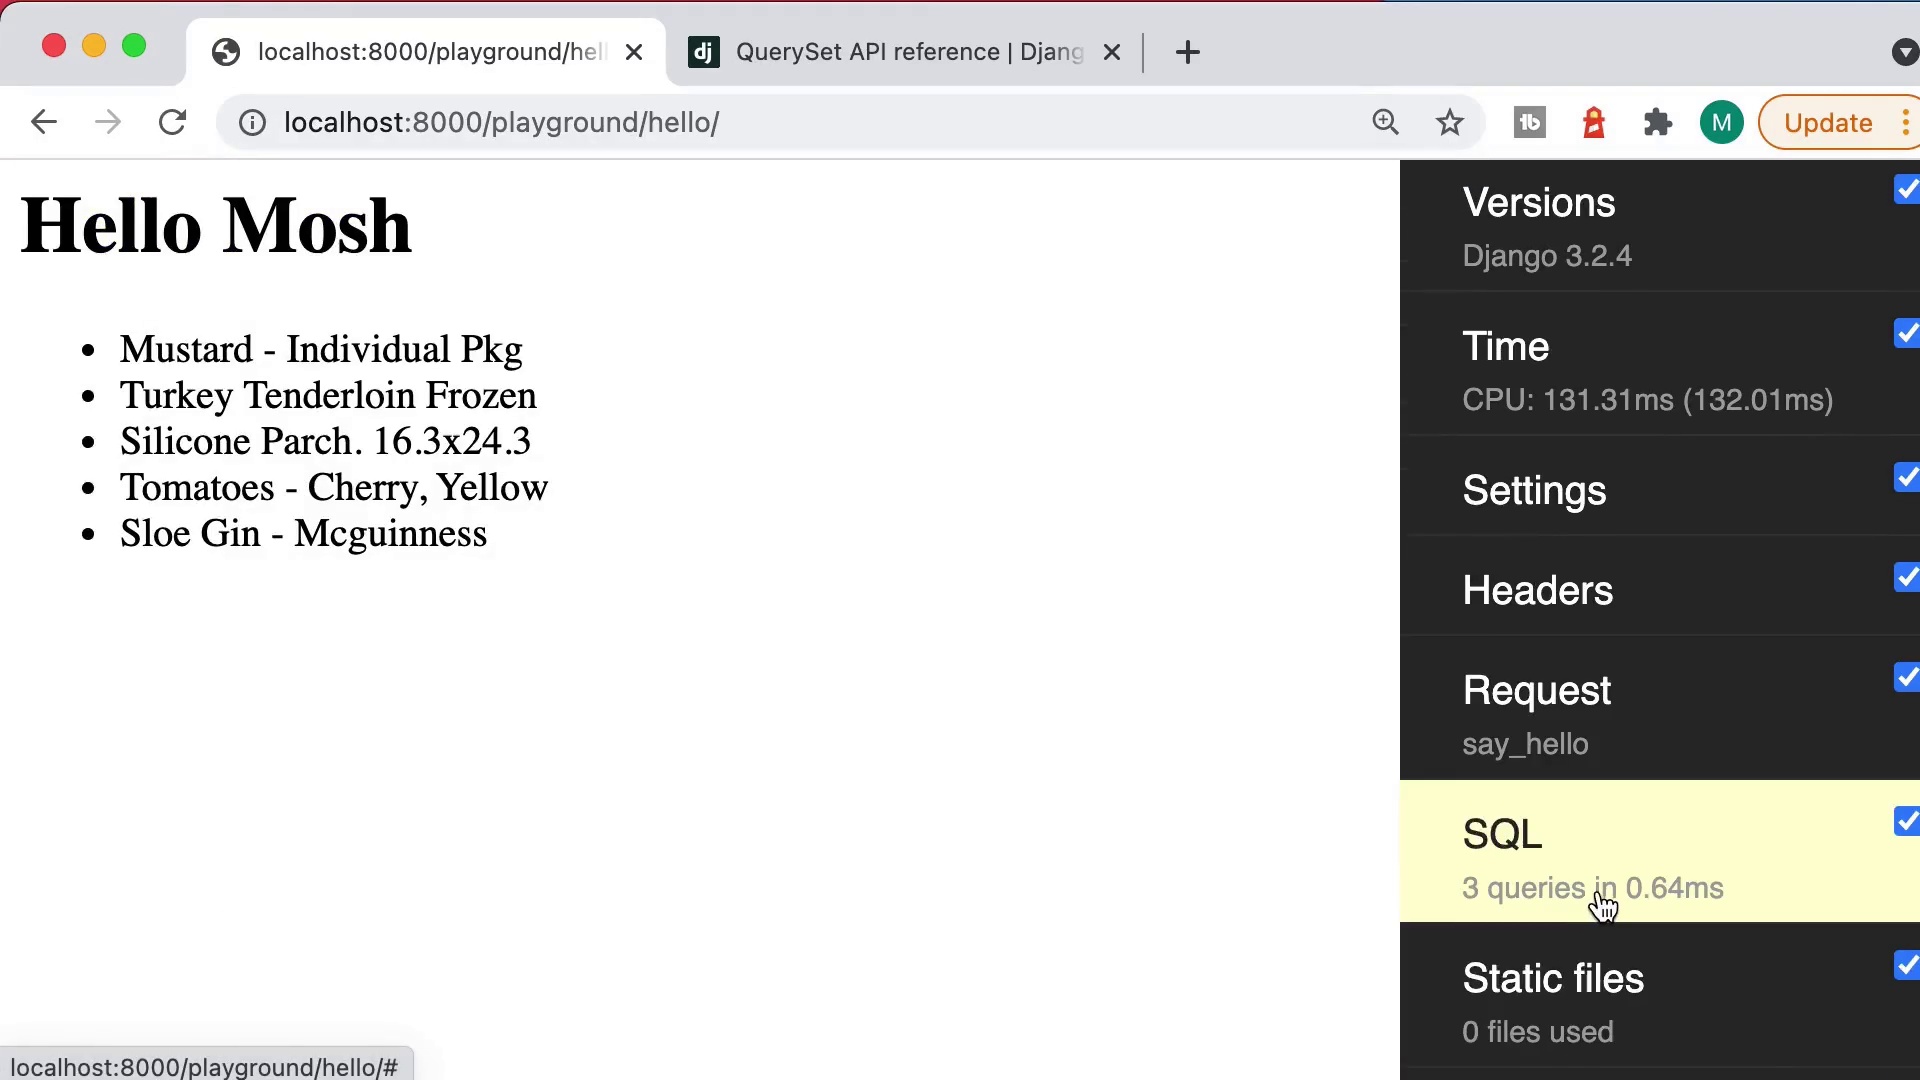 localhost:8000/playground/hel
QuerySet API reference | Djang
localhost:8000/playground/hello/
M
Update
Hello Mosh
Mustard - Individual Pkg
Turkey Tenderloin Frozen
Silicone Parch. 16.3x24.3
Tomatoes - Cherry, Yellow
Sloe Gin - Mcguinness
Versions
Django 3.2.4
Time
CPU: 131.31ms (132.01ms)
Settings
Headers
Request
say_hello
SQL
3 queries in 0.64ms
Static files
0 files used
localhost:8000/playground/hello/#